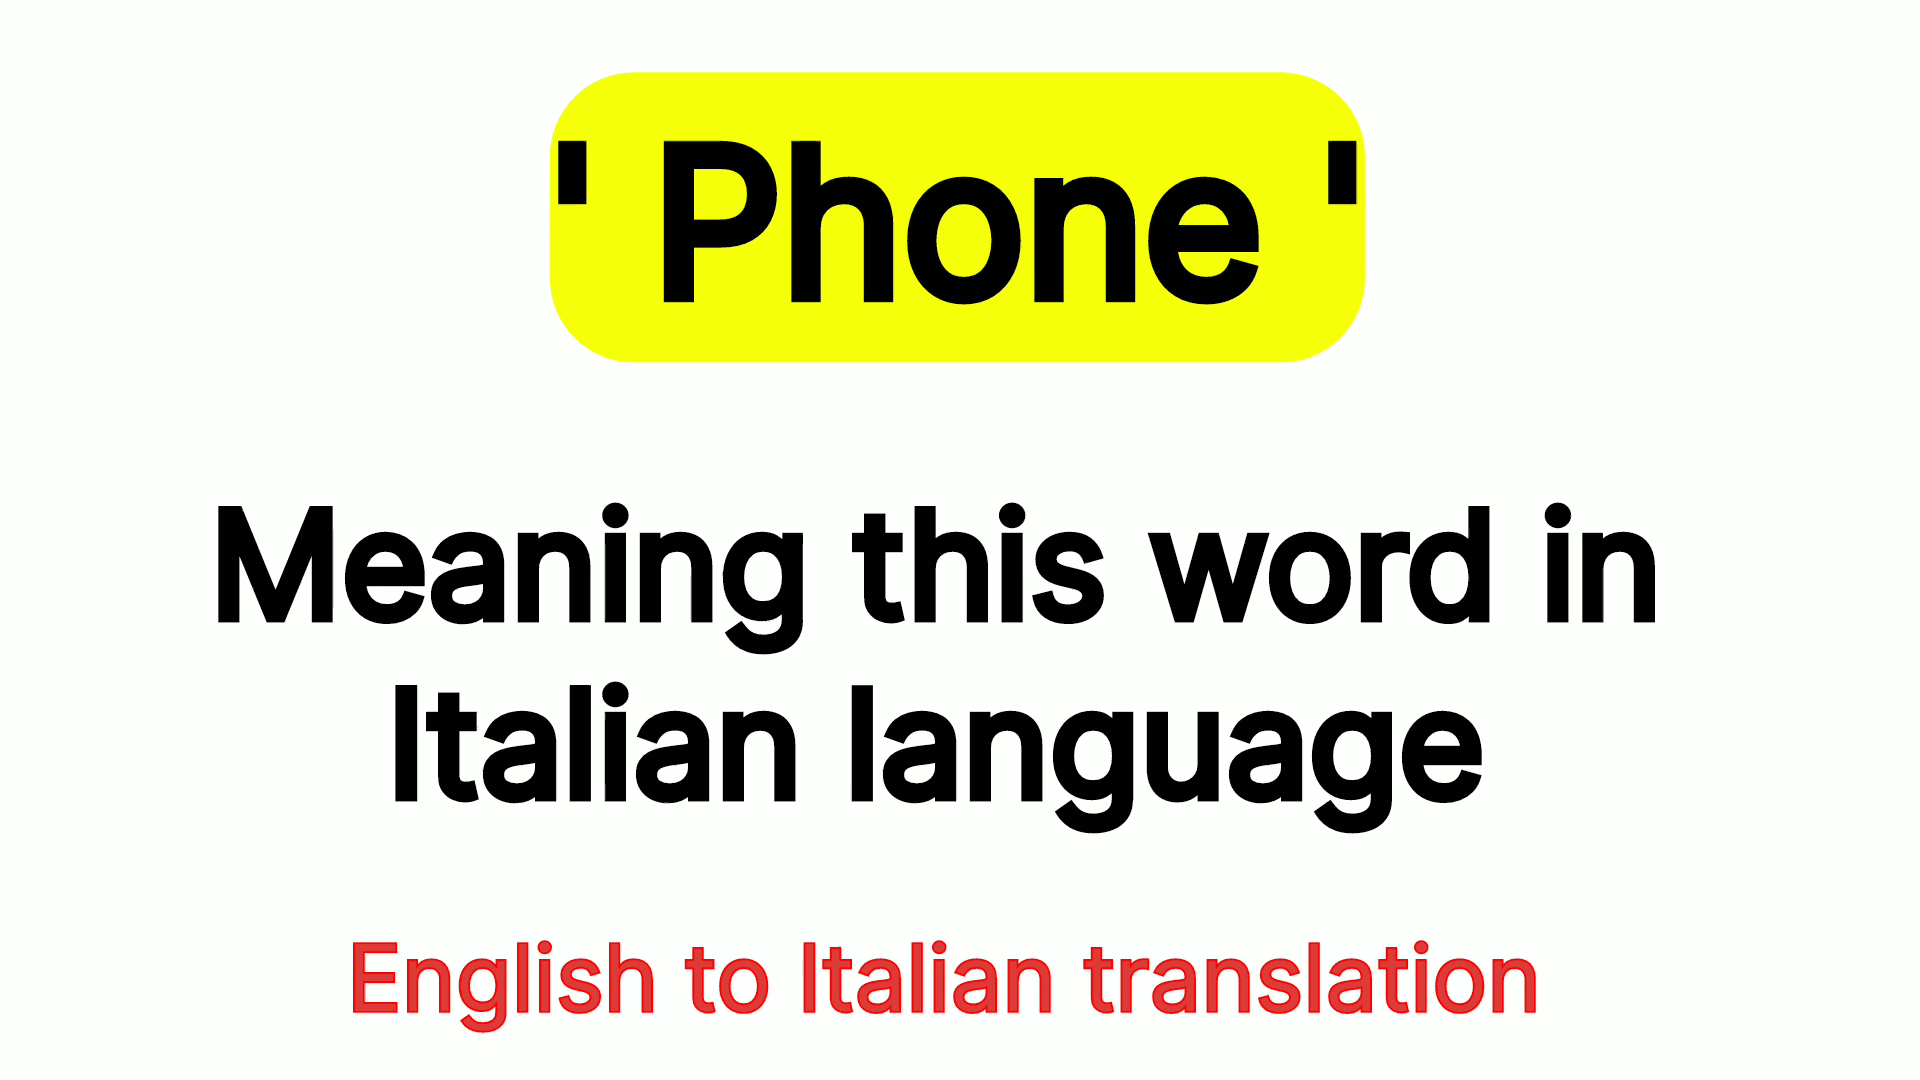 ' Phone '
Meaning this word in
Italian language
English to Italian translation